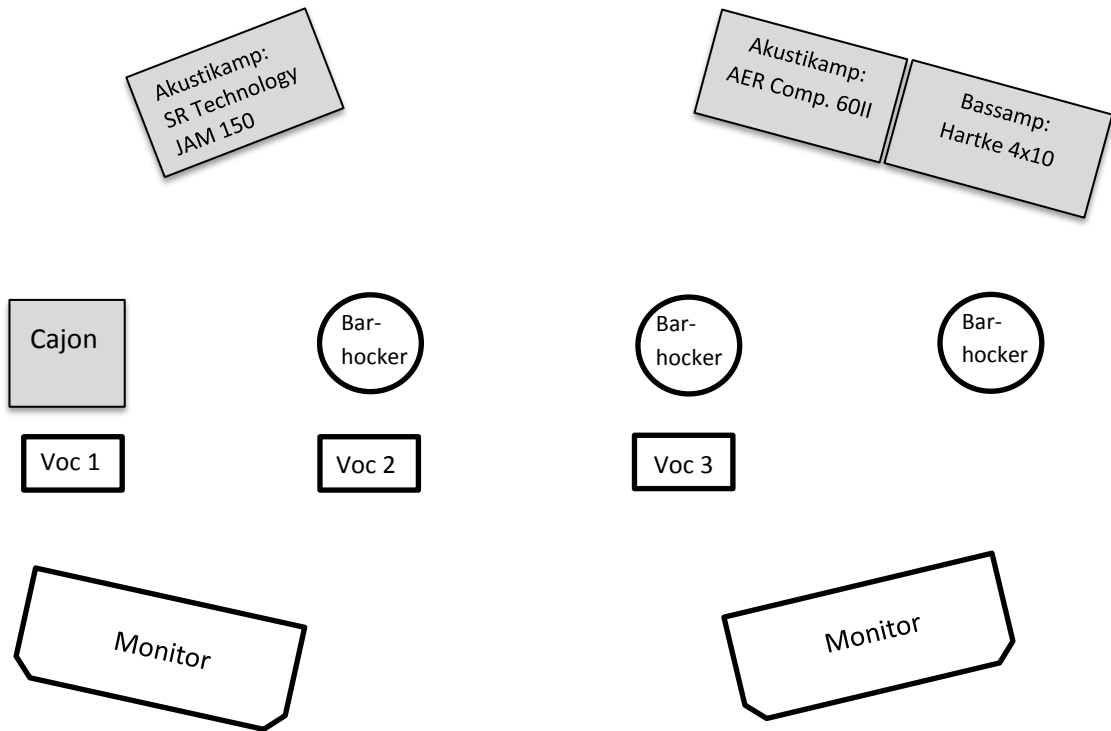 Akustikamp:
SR Technology
JAM 150
Akustikamp:
AER Comp. 60II
Bassamp:
Hartke 4x10
Cajon
Bar-
hocker
Bar-
hocker
Bar-
hocker
Voc 1
Voc 2
Voc 3
Monitor
Monitor